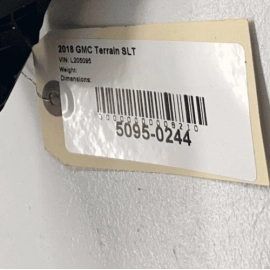 2018 GMC Terrain SLT
VIN: L205095
Weight:
Dimensions:
5095-0244